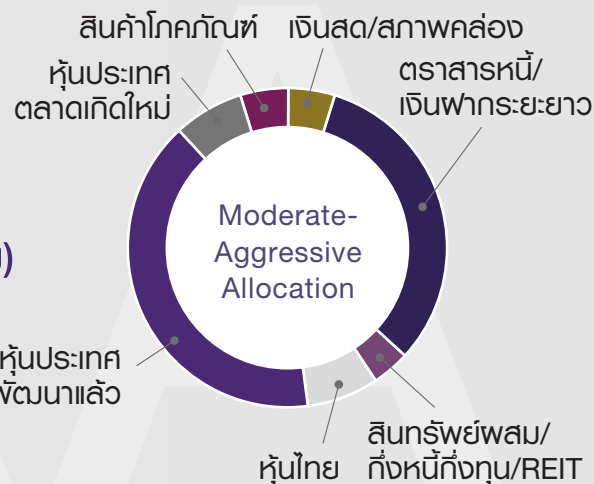 สินค้าโภคภัณฑ์
เงินสด/สภาพคล่อง
หุ้นประเทศ
ตลาดเกิดใหม่
ตราสารหนี้/
เงินฝากระยะยาว
Moderate-
Aggressive
Allocation
หุ้นประเทศ
พัฒนาแล้ว
หุ้นไทย
สินทรัพย์ผสม/
กึ่งหนี้กึ่งทุน/REIT